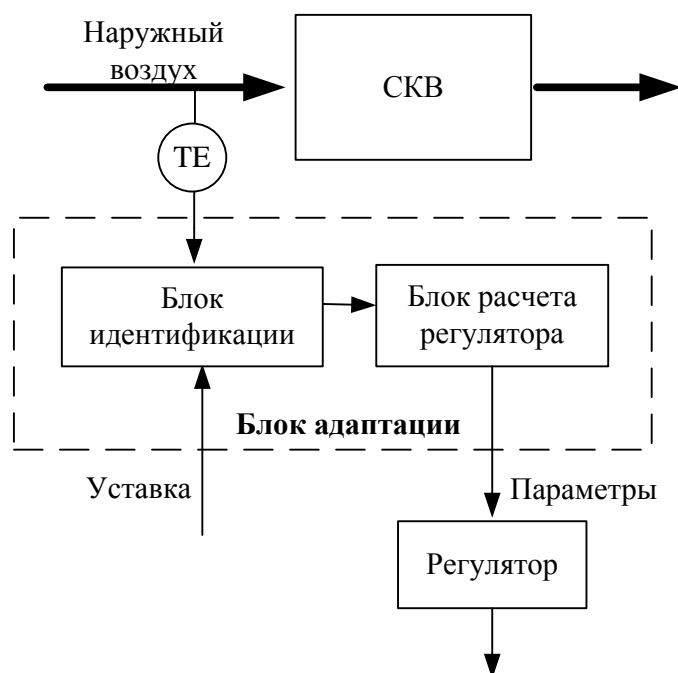 Наружный
воздух
СКВ
TE
Блок
идентификации
Блок расчета
регулятора
Блок адаптации
Уставка
Параметры
Регулятор